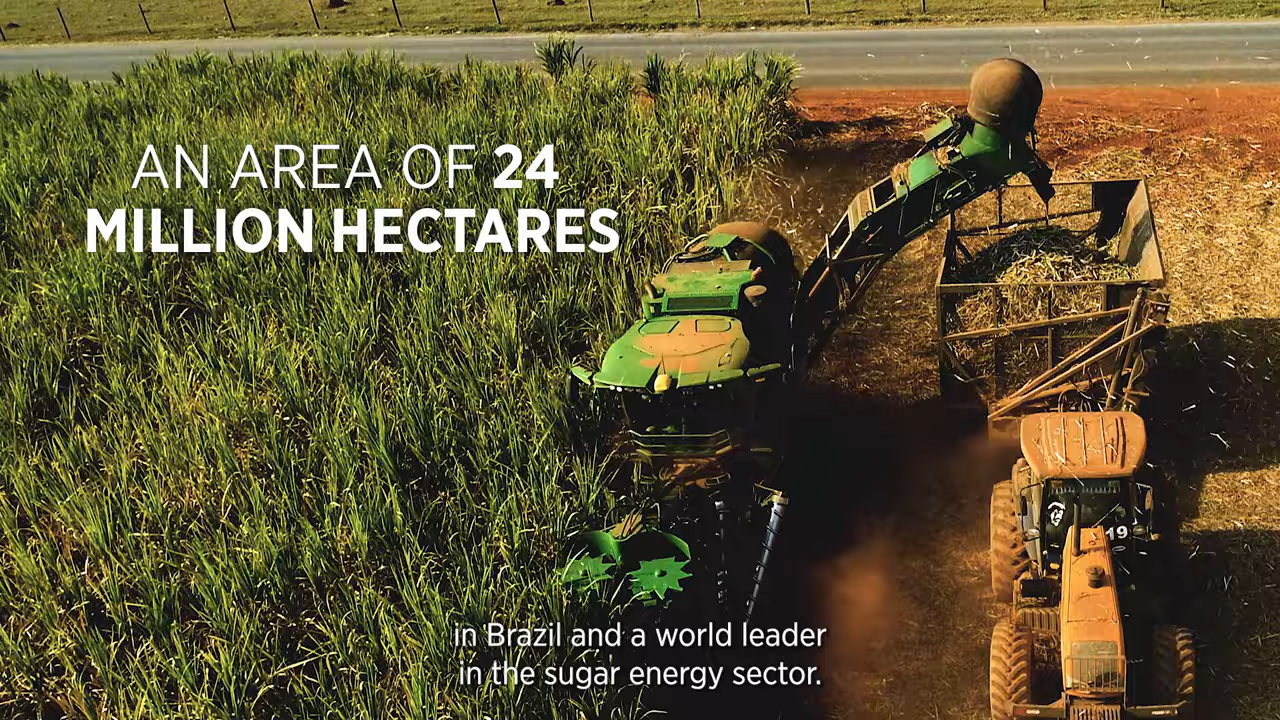 AN AREA OF 24
MILLION HECTARES
19
in Brazil and a world leader
in the sugar energy sector.